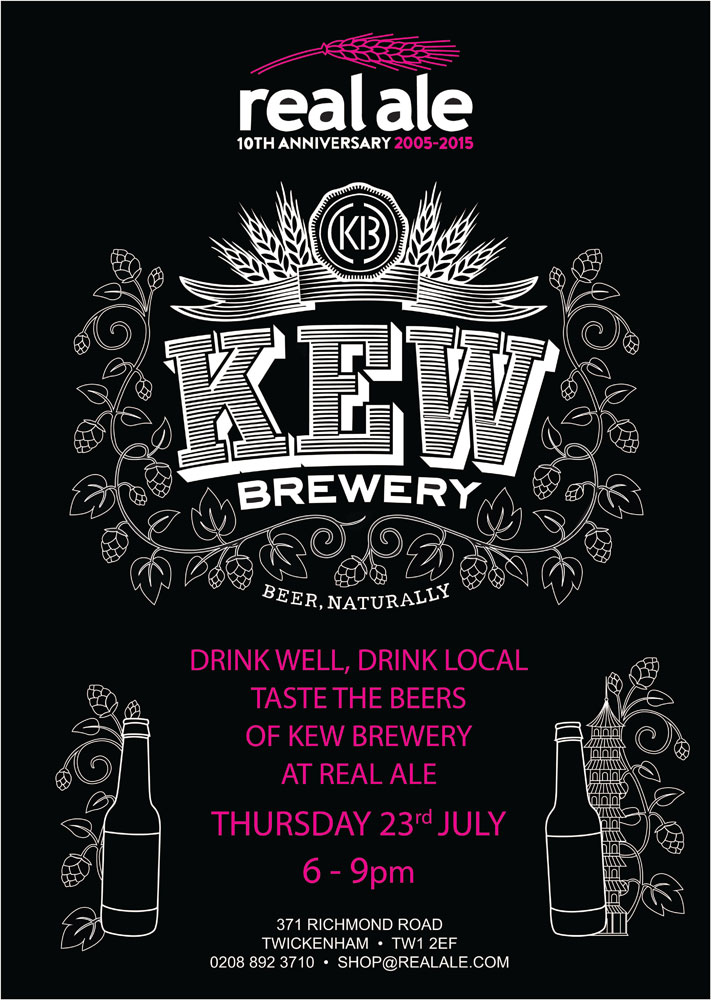 real ale
10TH ANNIVERSARY 2005-2015
KB
KEW
BREWERY
BEER, NATURALLY
DRINK WELL, DRINK LOCAL
TASTE THE BEERS
OF KEW BREWERY
AT REAL ALE
THURSDAY 23rd JULY
6 - 9pm
371 RICHMOND ROAD
TWICKENHAM • TW1 2EF
0208 892 3710 • SHOP@REALALE.COM